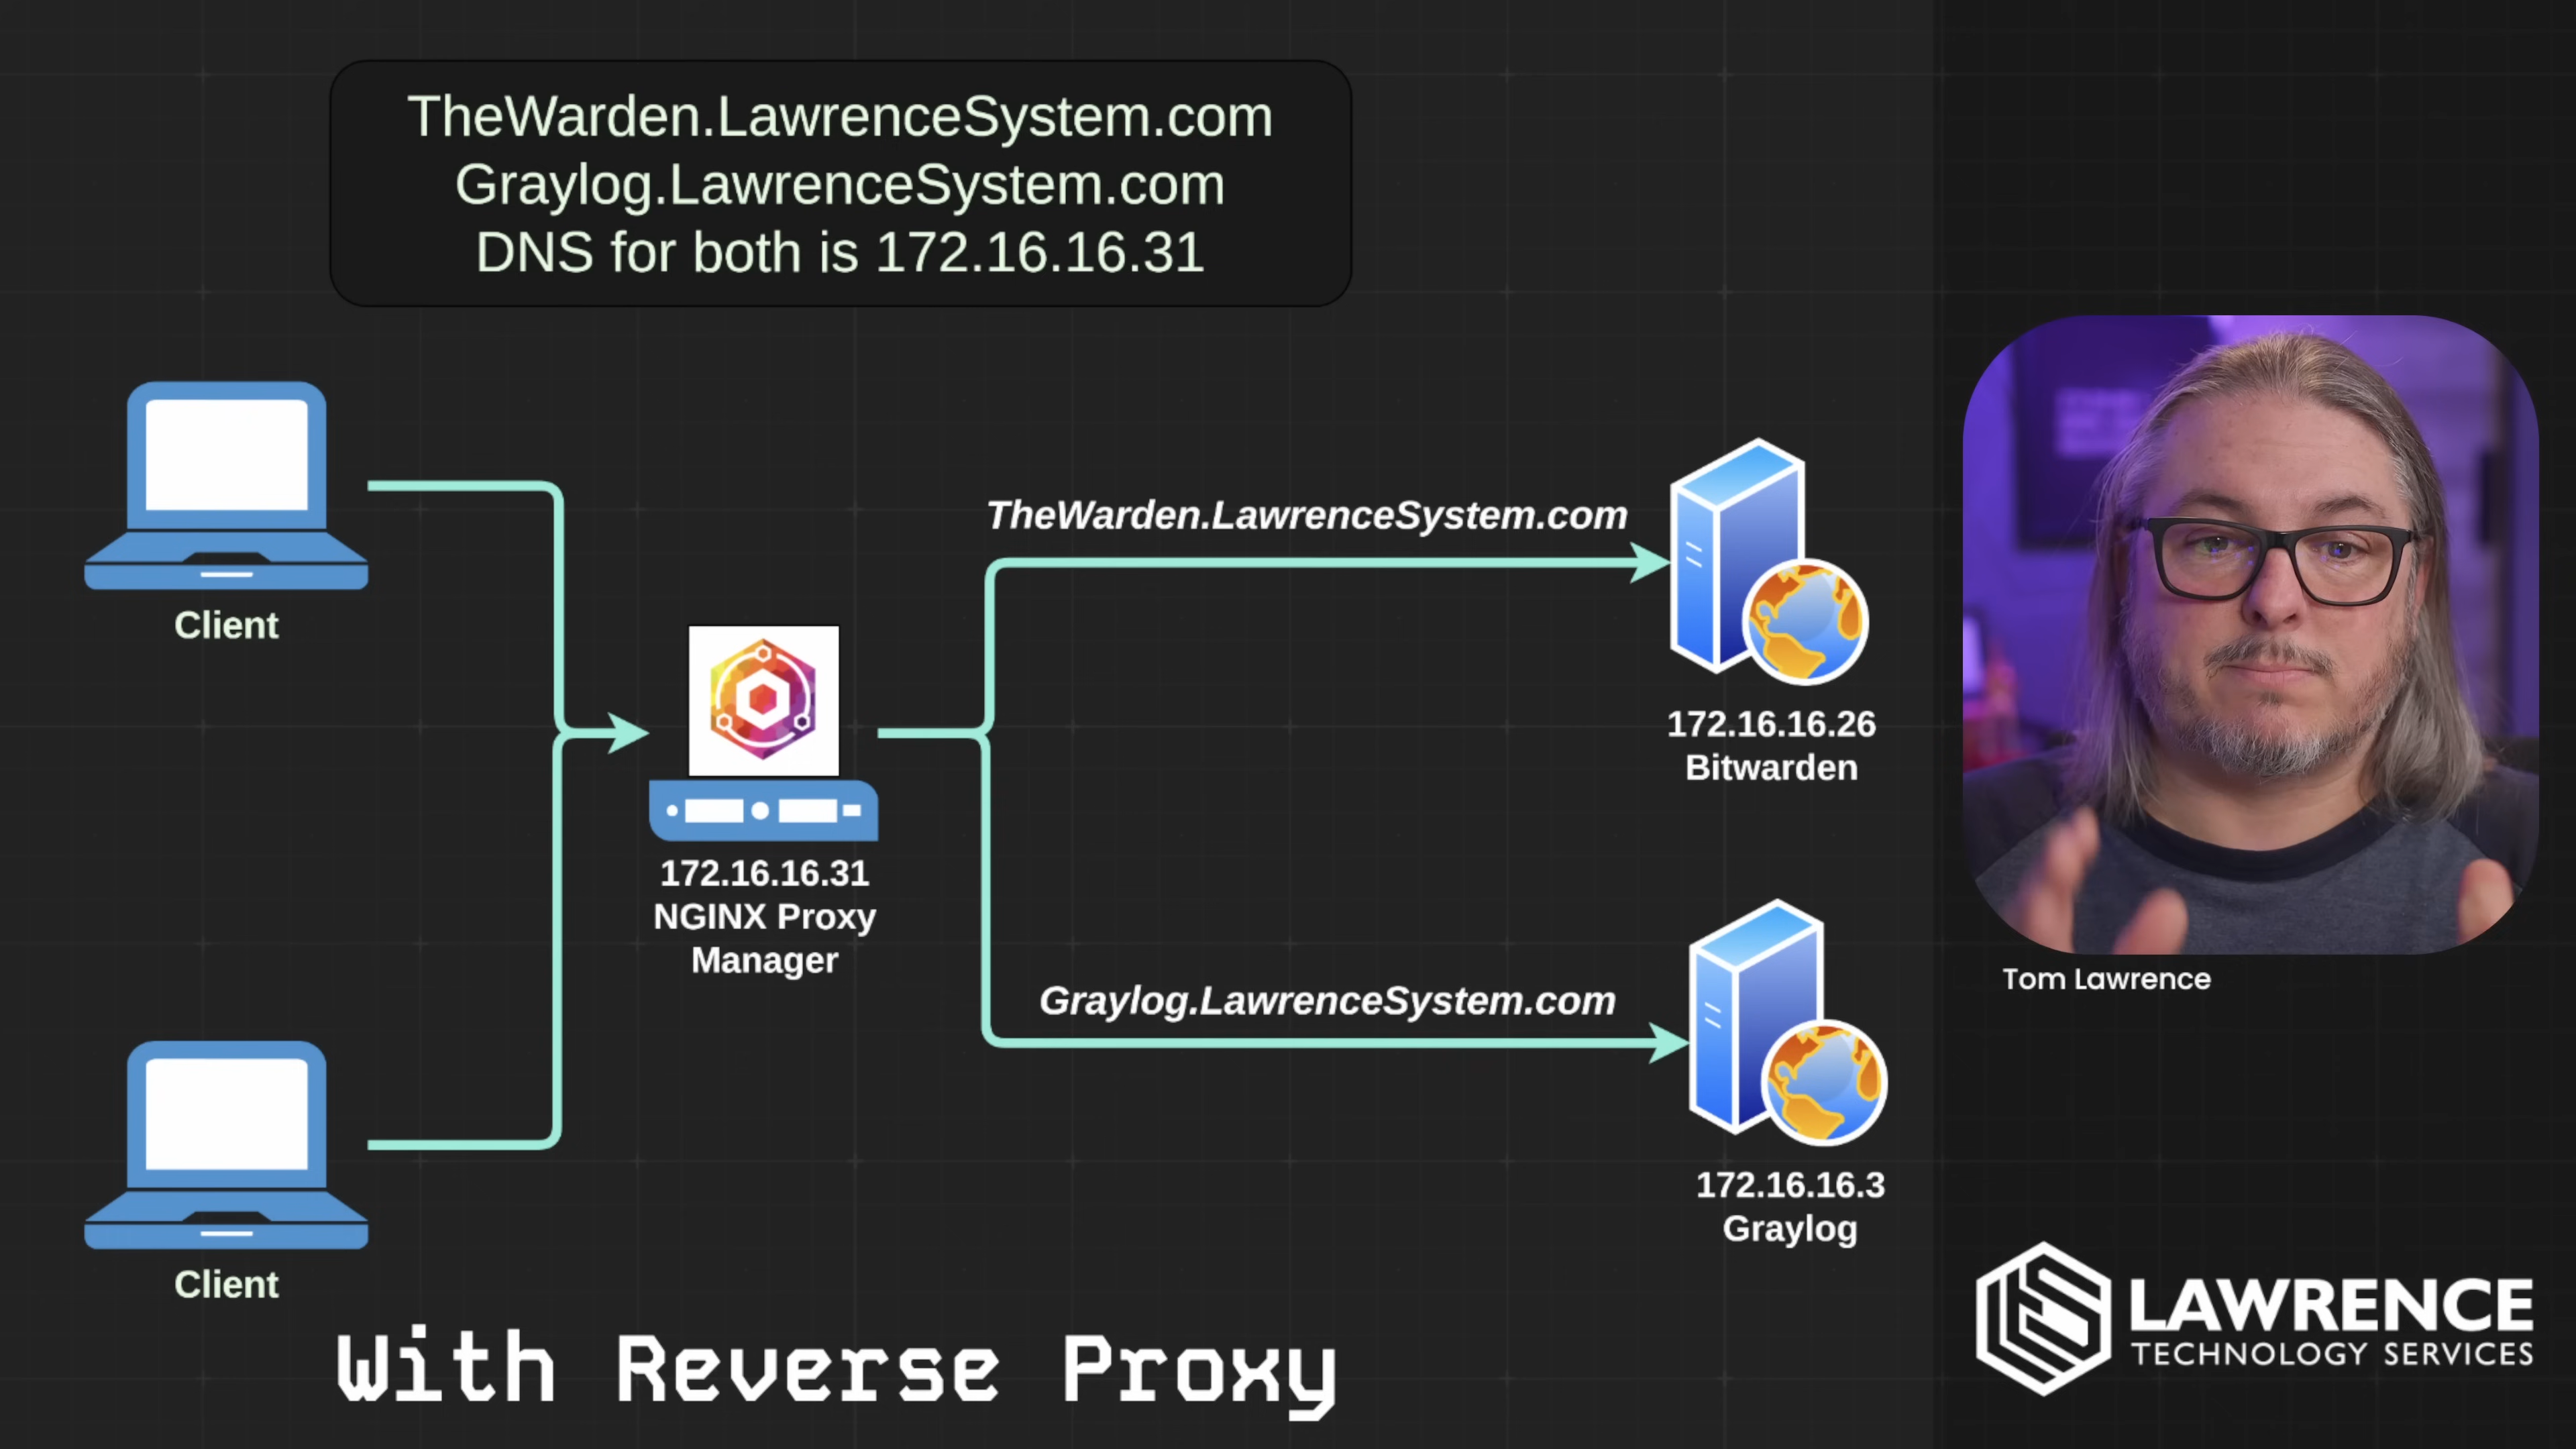 TheWarden.LawrenceSystem.com
Graylog.LawrenceSystem.com
DNS for both is 172.16.16.31
Client
TheWarden.LawrenceSystem.com
172.16.16.26
Bitwarden
172.16.16.31
NGINX Proxy
Manager
Graylog.LawrenceSystem.com
172.16.16.3
Graylog
Client
With Reverse Proxy
Tom Lawrence
LAWRENCE
TECHNOLOGY SERVICES